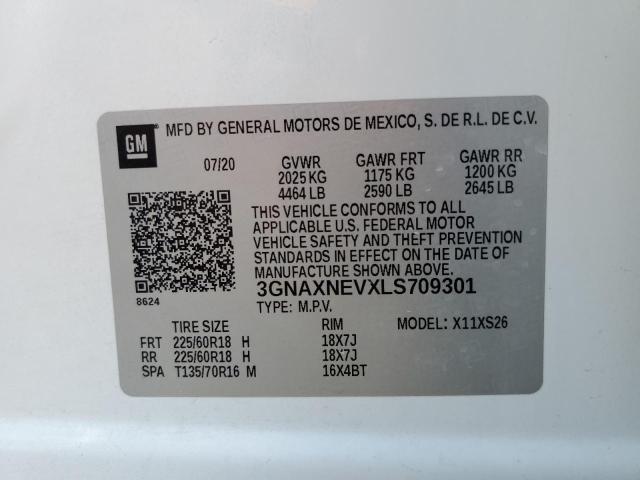 GM
MFD BY GENERAL MOTORS DE MEXICO, S. DE R.L. DE C.V.
07/20 GVWR GAWR FRT GAWR RR
2025 KG 1175 KG 1200 KG
4464 LB 2590 LB 2645 LB
THIS VEHICLE CONFORMS TO ALL
APPLICABLE U.S. FEDERAL MOTOR
VEHICLE SAFETY AND THEFT PREVENTION
STANDARDS IN EFFECT ON THE DATE OF
MANUFACTURE SHOWN ABOVE.
8624 3GNAXNEVXLS709301
TYPE: M.P.V.
TIRE SIZE RIM MODEL: X11XS26
FRT 225/60R18 H 18X7J
RR 225/60R18 H 18X7J
SPA T135/70R16 M 16X4BT